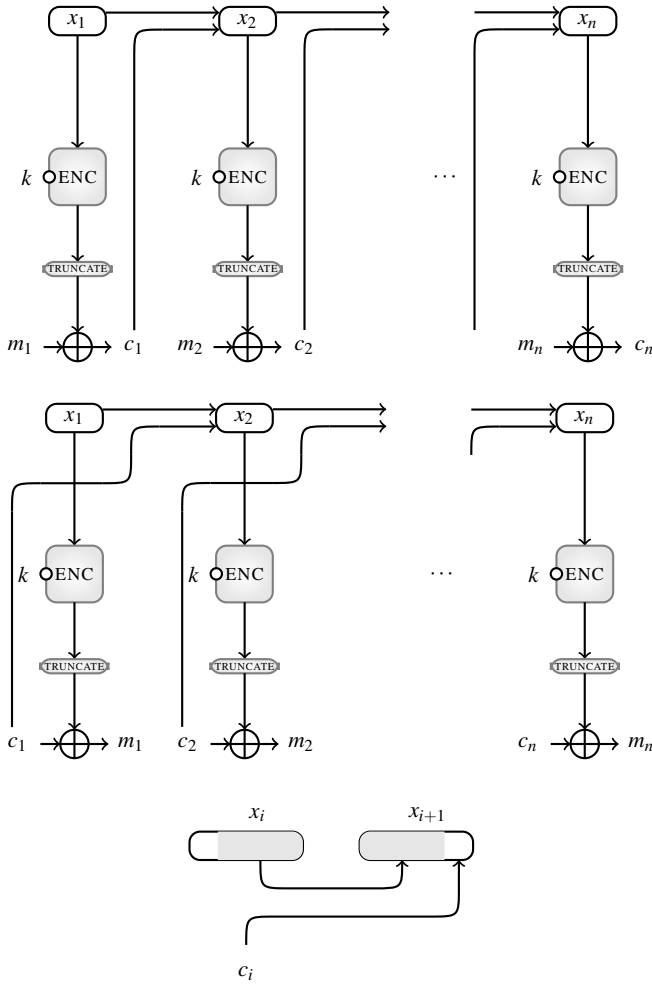 x₁ x₂ xₙ
k ENC k ENC ··· k ENC
TRUNCATE TRUNCATE TRUNCATE
m₁ c₁ m₂ c₂ mₙ cₙ
x₁ x₂ xₙ
k ENC k ENC ··· k ENC
TRUNCATE TRUNCATE TRUNCATE
c₁ m₁ c₂ m₂ cₙ mₙ
xᵢ xᵢ₊₁
cᵢ